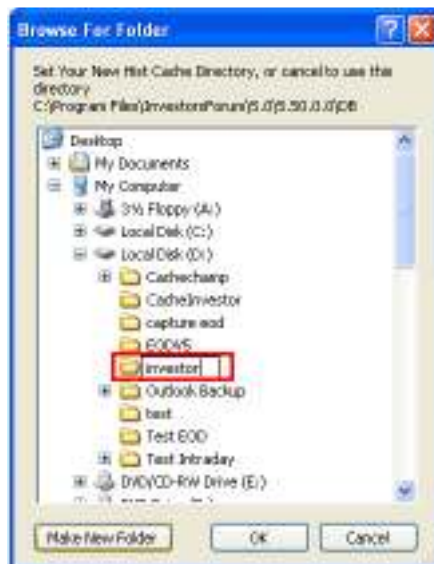 Browse For Folder
Set Your New Hist Cache Directory, or cancel to use this
directory
C:\Program Files\InvestorsForum\5.0\5.50.0.0\DB
Desktop
My Documents
My Computer
3½ Floppy (A:)
Local Disk (C:)
Local Disk (D:)
Cachechamp
CacheInvestor
capture eod
EODVS
investor
Outlook Backup
test
Test EOD
Test Intraday
DVD/CD-RW Drive (E:)
Make New Folder
OK
Cancel